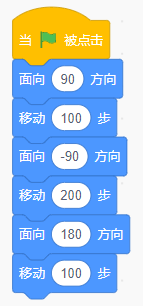 当 被点击
面向 90 方向
移动 100 步
面向 -90 方向
移动 200 步
面向 180 方向
移动 100 步